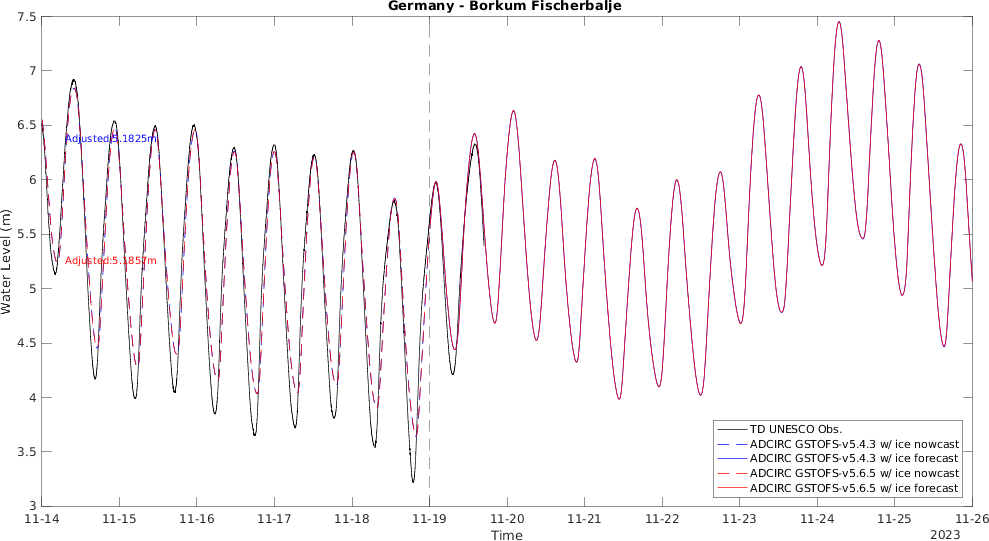 Germany - Borkum Fischerbalje
7.5
7
6.5
6
5.5
5
4.5
4
3.5
3
Water Level (m)
Adjusted:5.1825m
Adjusted:5.1857m
TD UNESCO Obs.
ADCIRC GSTOFS-v5.4.3 w/ ice nowcast
ADCIRC GSTOFS-v5.4.3 w/ ice forecast
ADCIRC GSTOFS-v5.6.5 w/ ice nowcast
ADCIRC GSTOFS-v5.6.5 w/ ice forecast
11-14 11-15 11-16 11-17 11-18 11-19 11-20 11-21 11-22 11-23 11-24 11-25 11-26
Time
2023